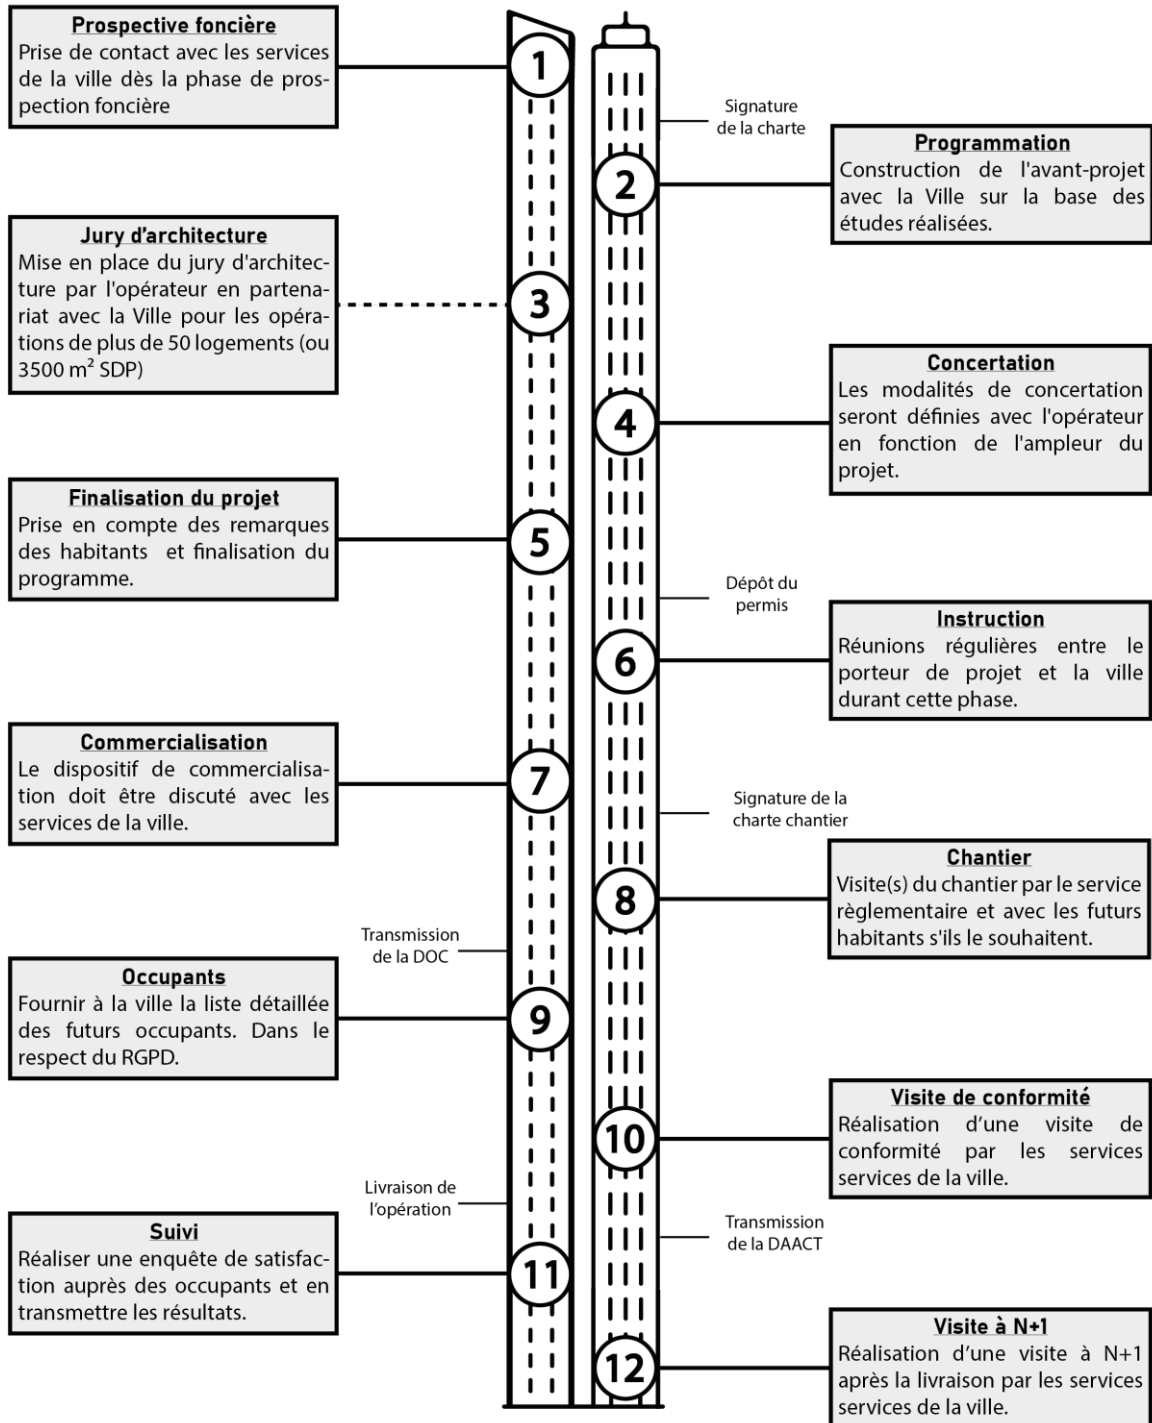 Prospective foncière
Prise de contact avec les services
de la ville dès la phase de pros-
pection foncière
1
Signature
de la charte
Programmation
Construction de l'avant-projet
avec la Ville sur la base des
études réalisées.
2
Jury d'architecture
Mise en place du jury d'architec-
ture par l'opérateur en partena-
riat avec la Ville pour les opéra-
tions de plus de 50 logements (ou
3500 m² SDP)
3
Concertation
Les modalités de concertation
seront définies avec l'opérateur
en fonction de l'ampleur du
projet.
4
Finalisation du projet
Prise en compte des remarques
des habitants et finalisation du
programme.
5
Dépôt du
permis
Instruction
Réunions régulières entre le
porteur de projet et la ville
durant cette phase.
6
Commercialisation
Le dispositif de commercialisa-
tion doit être discuté avec les
services de la ville.
7
Signature de la
charte chantier
Chantier
Visite(s) du chantier par le service
règlementaire et avec les futurs
habitants s'ils le souhaitent.
8
Transmission
de la DOC
Occupants
Fournir à la ville la liste détaillée
des futurs occupants. Dans le
respect du RGPD.
9
Visite de conformité
Réalisation d'une visite de
conformité par les services
services de la ville.
10
Livraison de
l'opération
Suivi
Réaliser une enquête de satisfac-
tion auprès des occupants et en
transmettre les résultats.
11
Transmission
de la DAACT
Visite à N+1
Réalisation d'une visite à N+1
après la livraison par les services
services de la ville.
12